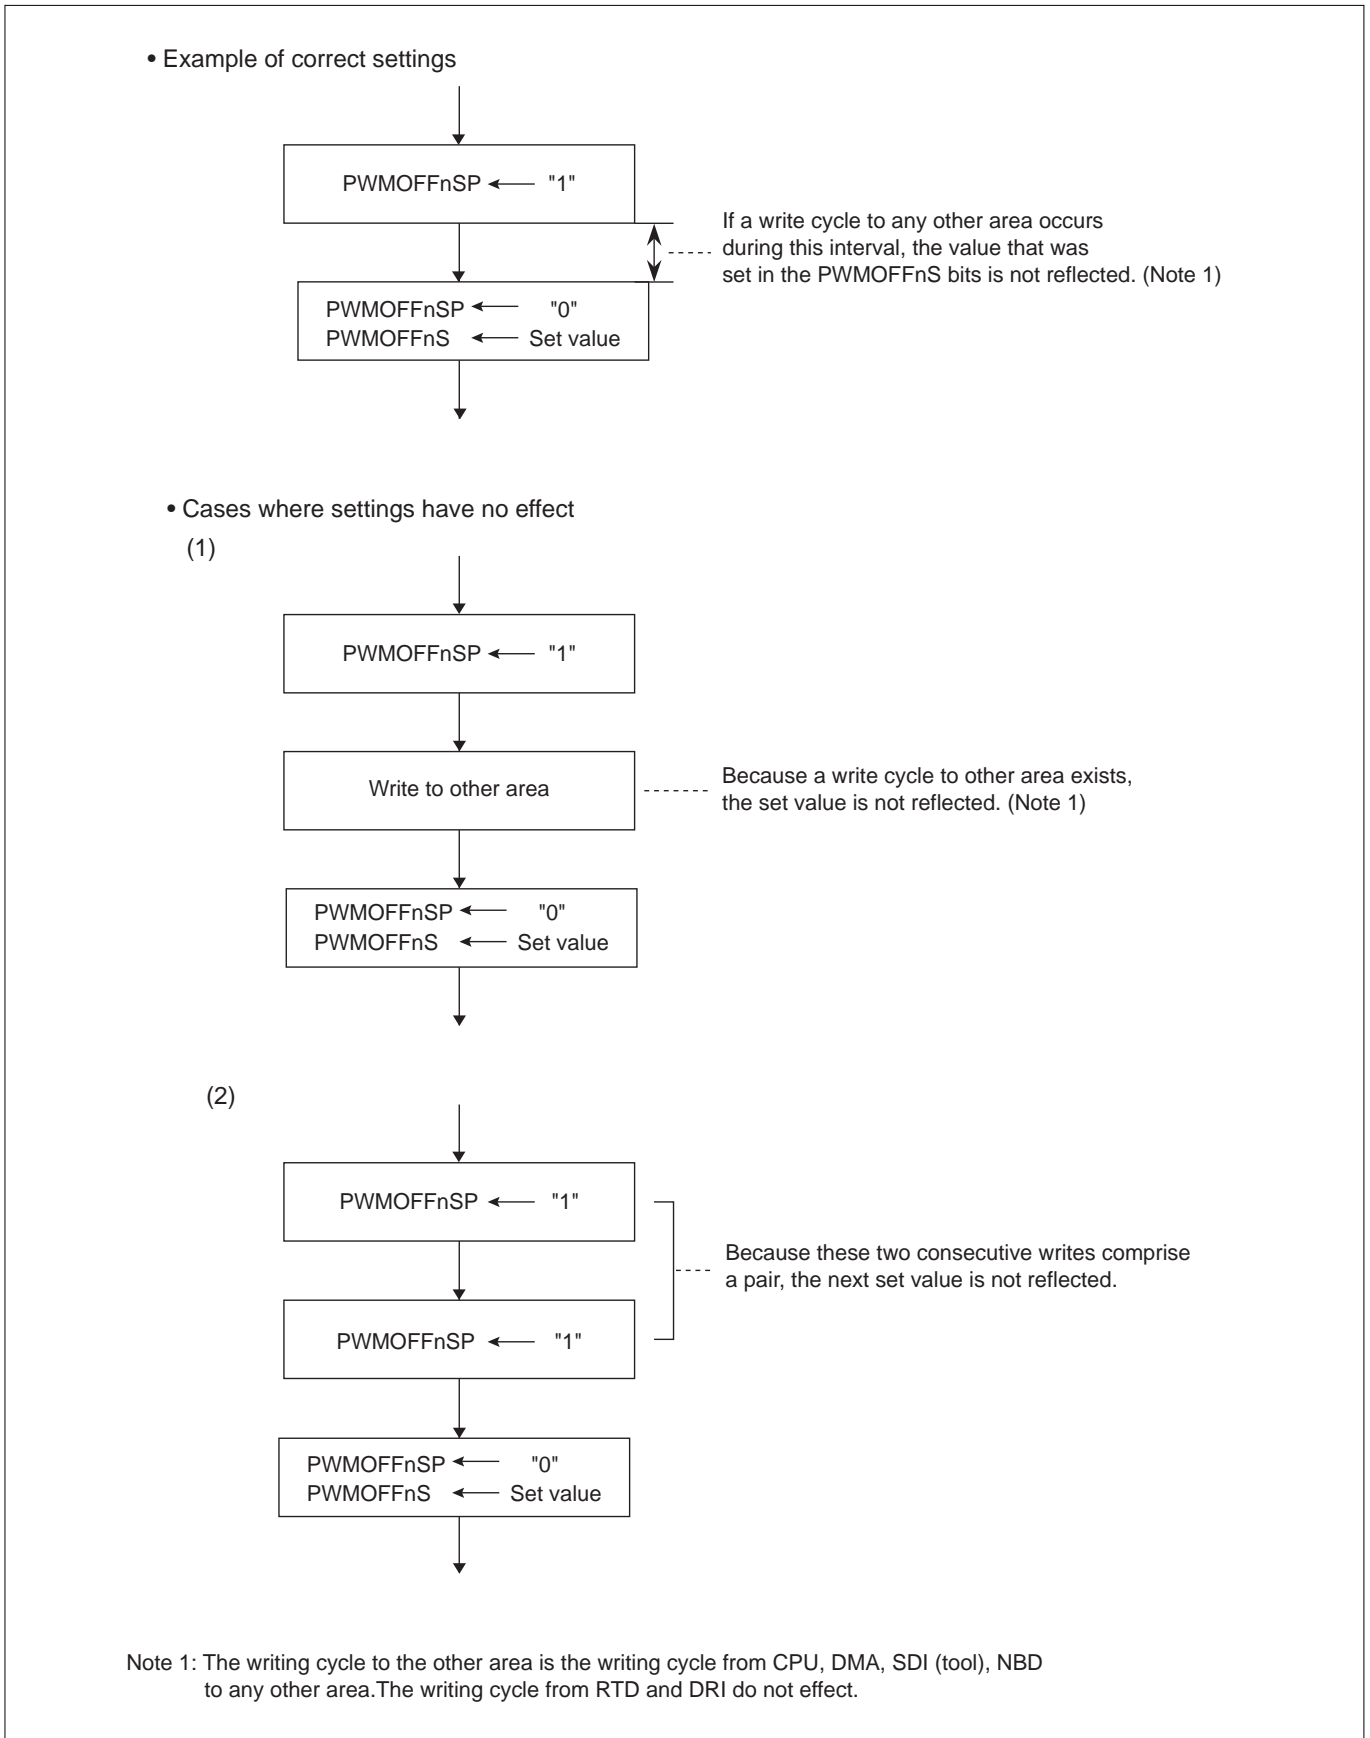 • Example of correct settings
PWMOFFnSP ← "1"
If a write cycle to any other area occurs
during this interval, the value that was
set in the PWMOFFnS bits is not reflected. (Note 1)
PWMOFFnSP ← "0"
PWMOFFnS ← Set value
• Cases where settings have no effect
(1)
PWMOFFnSP ← "1"
Write to other area
Because a write cycle to other area exists,
the set value is not reflected. (Note 1)
PWMOFFnSP ← "0"
PWMOFFnS ← Set value
(2)
PWMOFFnSP ← "1"
Because these two consecutive writes comprise
a pair, the next set value is not reflected.
PWMOFFnSP ← "1"
PWMOFFnSP ← "0"
PWMOFFnS ← Set value
Note 1: The writing cycle to the other area is the writing cycle from CPU, DMA, SDI (tool), NBD
to any other area.The writing cycle from RTD and DRI do not effect.